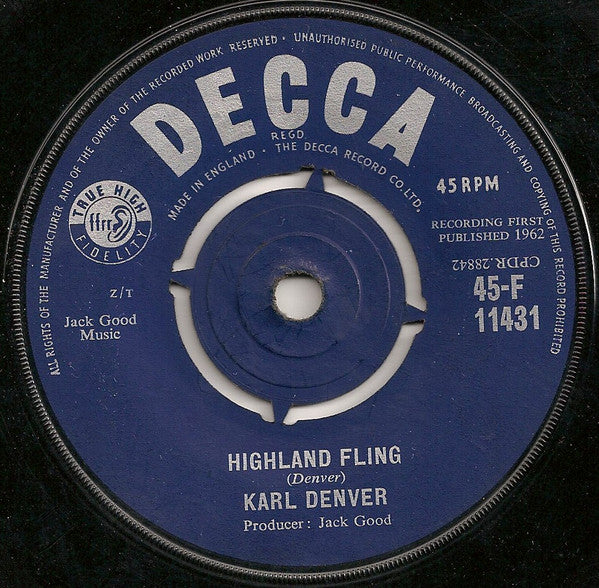 ALL RIGHTS OF THE MANUFACTURER AND OF THE OWNER OF THE RECORDED WORK RESERVED · UNAUTHORISED PUBLIC PERFORMANCE, BROADCASTING AND COPYING OF THIS RECORD PROHIBITED
DECCA
REGD.
MADE IN ENGLAND · THE DECCA RECORD CO. LTD.
TRUE HIGH
ffrr
FIDELITY
45 RPM
RECORDING FIRST
PUBLISHED 1962
CPDR.28842
45-F
11431
Z/T
Jack Good
Music
HIGHLAND FLING
(Denver)
KARL DENVER
Producer : Jack Good